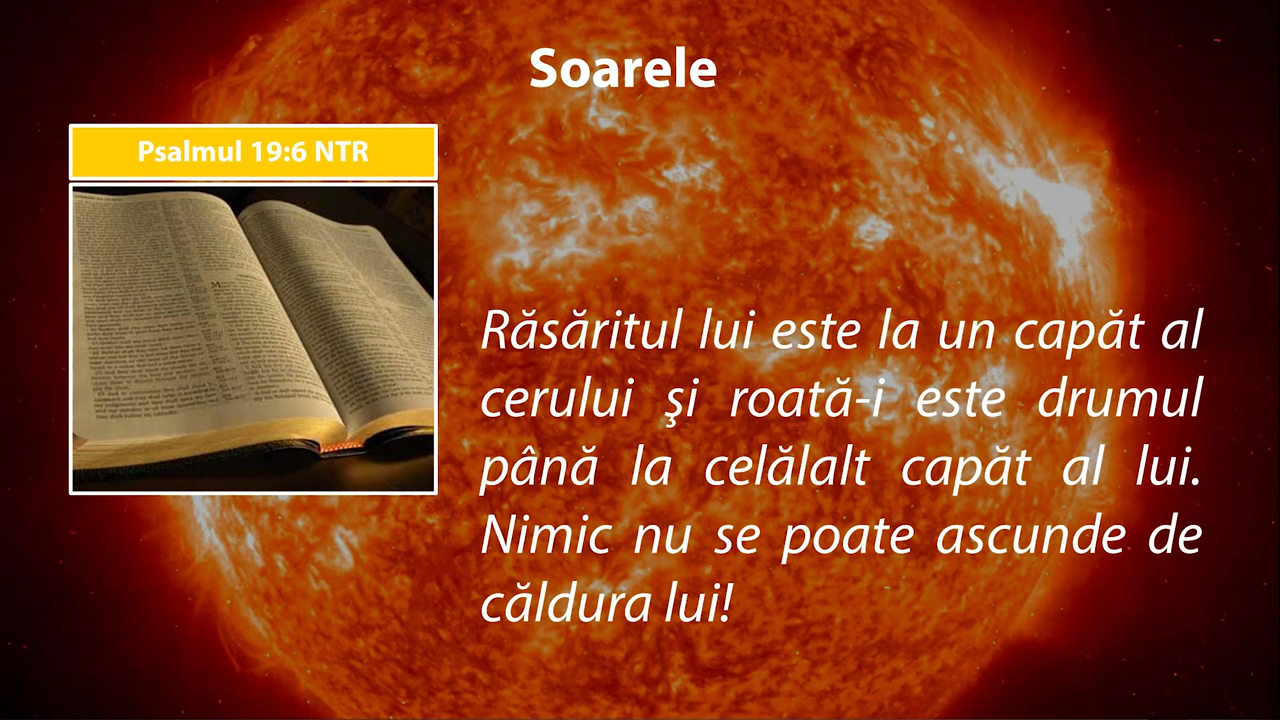 Soarele
Psalmul 19:6 NTR
Răsăritul lui este la un capăt al
cerului şi roată-i este drumul
până la celălalt capăt al lui.
Nimic nu se poate ascunde de
căldura lui!